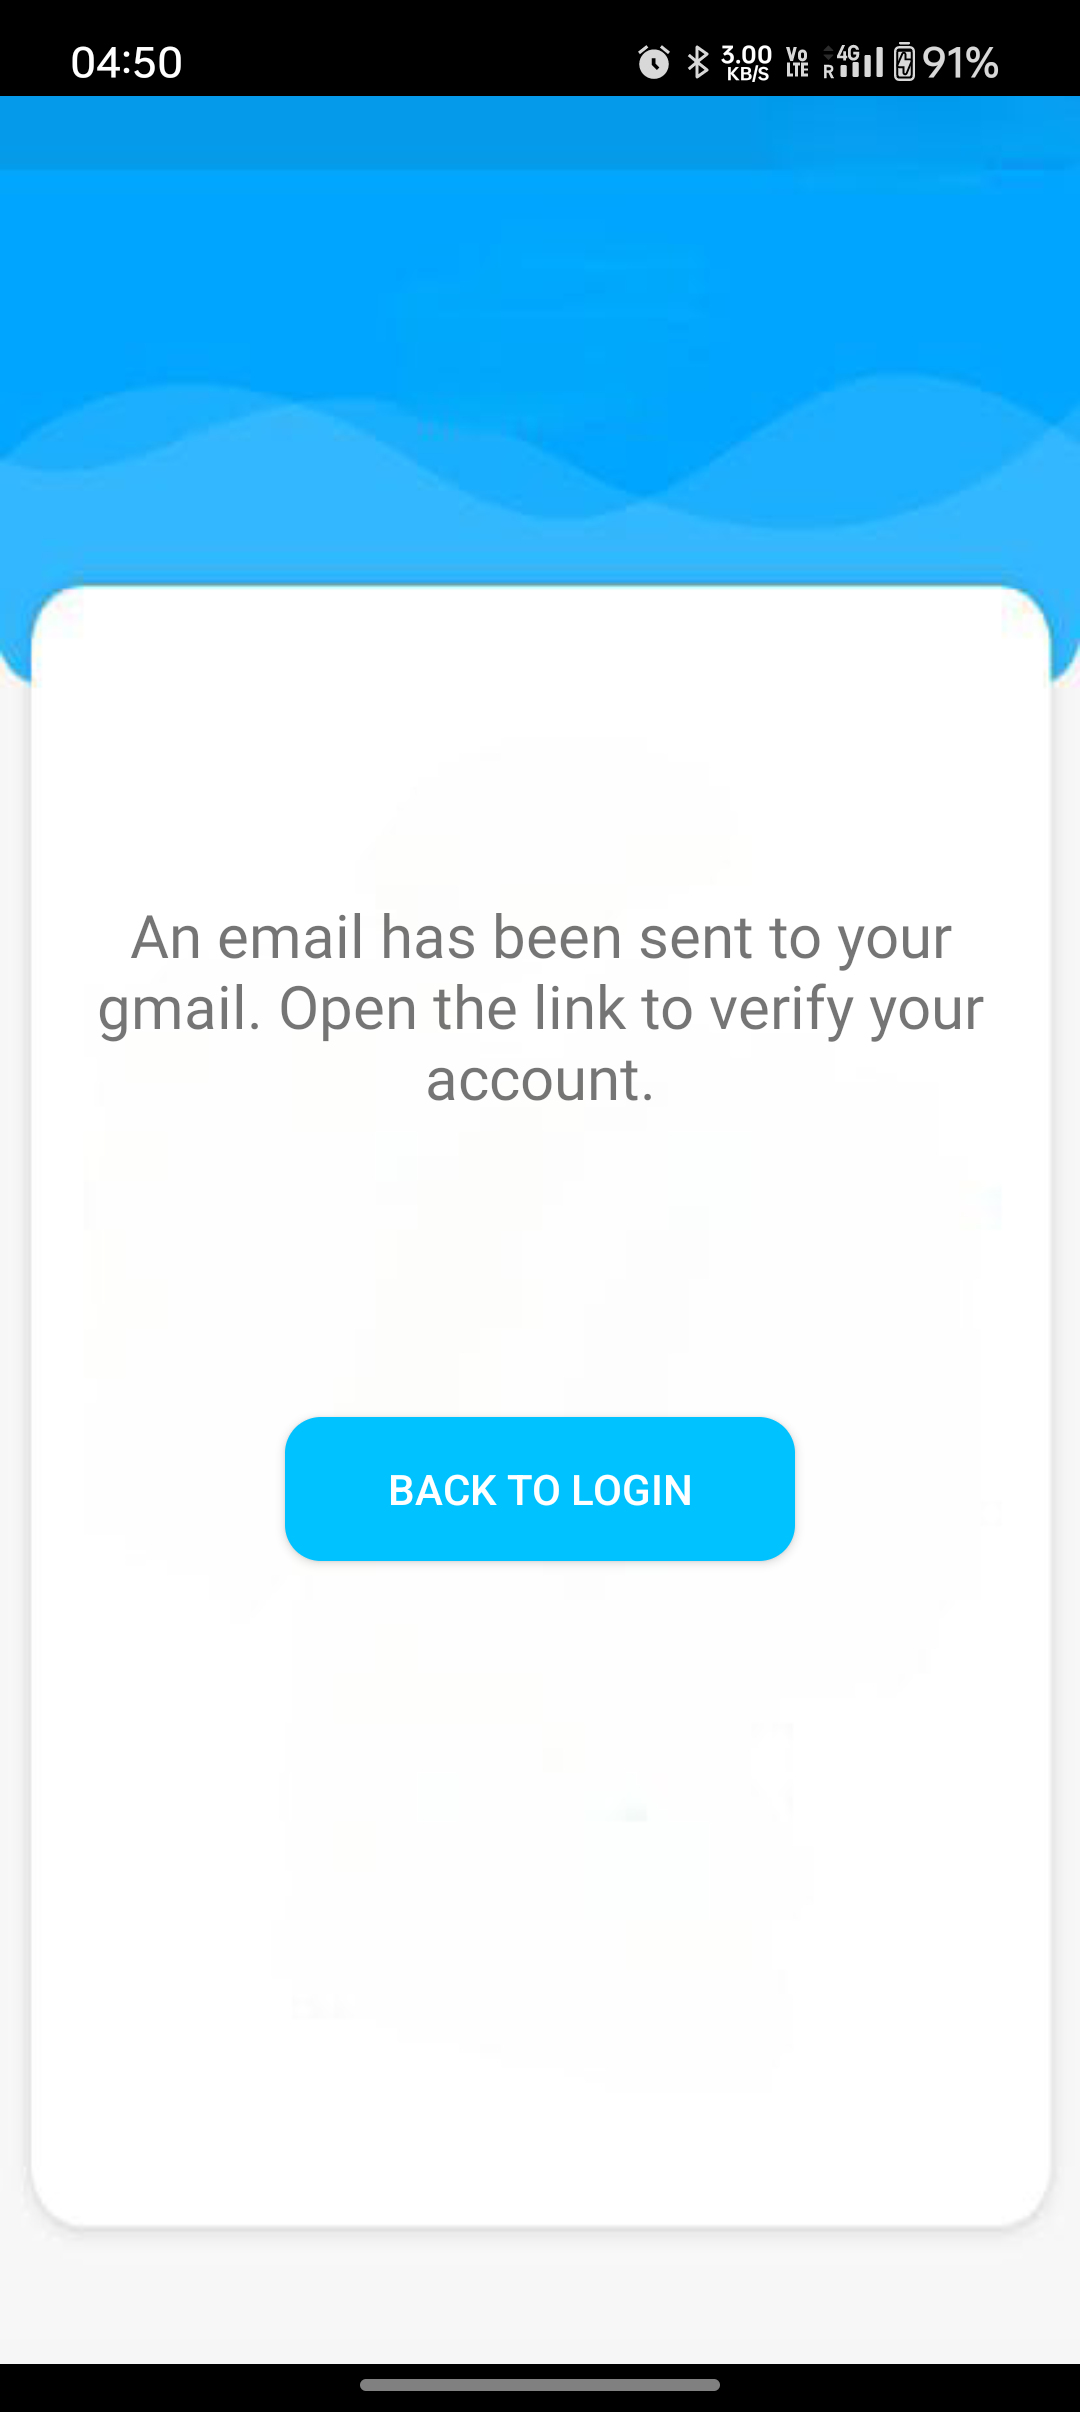 04:50
3.00 KB/S Vo LTE R 4G 91%
An email has been sent to your
gmail. Open the link to verify your
account.
BACK TO LOGIN